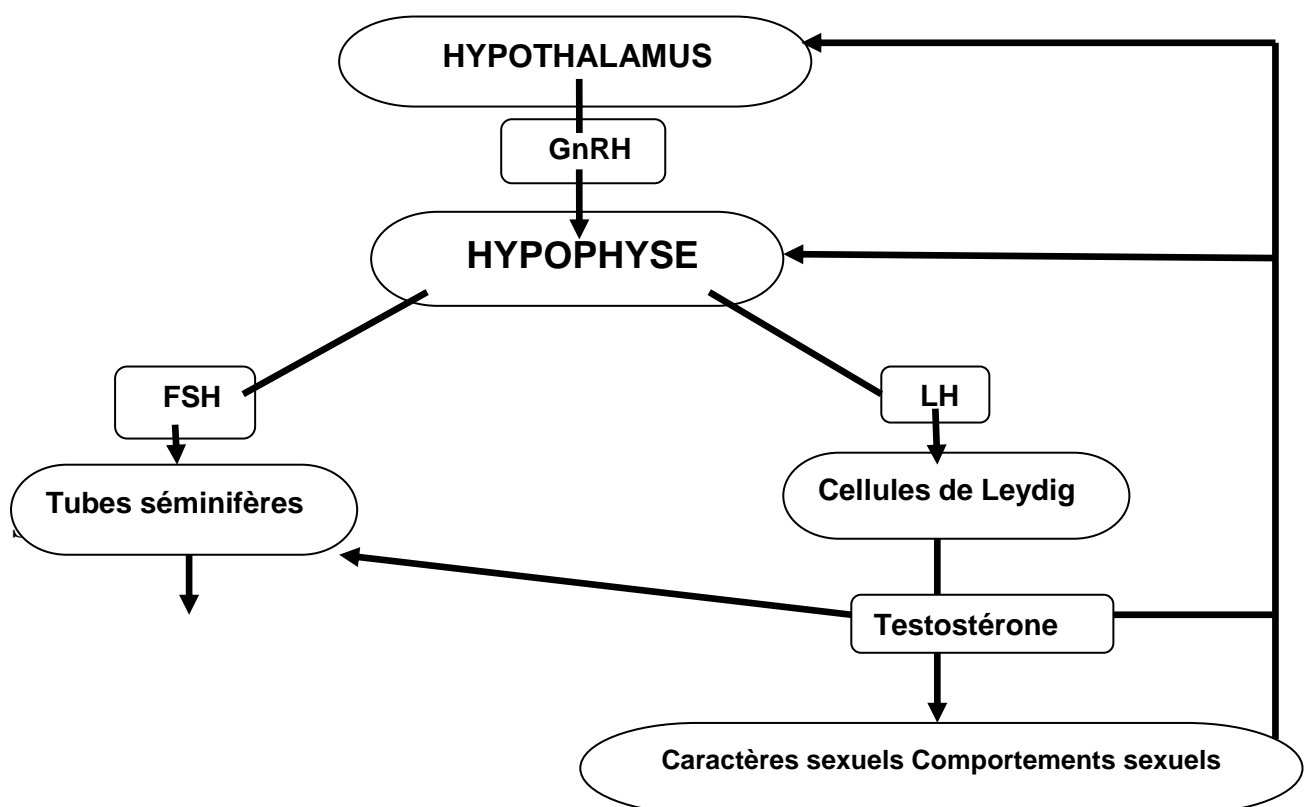 HYPOTHALAMUS
GnRH
HYPOPHYSE
FSH
LH
Tubes séminifères
Cellules de Leydig
Testostérone
Caractères sexuels Comportements sexuels